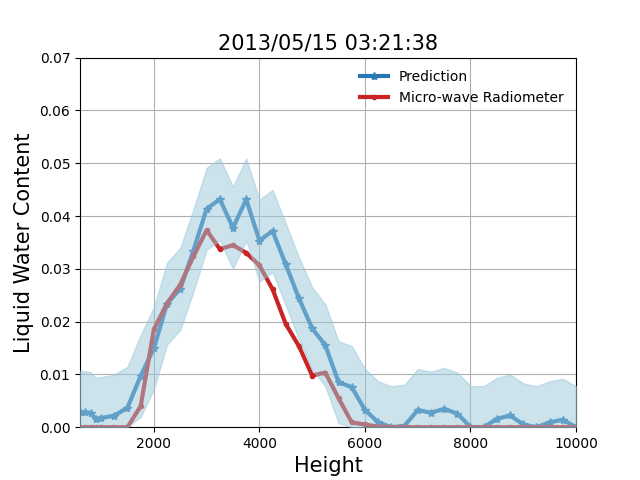 2013/05/15 03:21:38
Prediction
Micro-wave Radiometer
Liquid Water Content
0.07
0.06
0.05
0.04
0.03
0.02
0.01
0.00
2000 4000 6000 8000 10000
Height